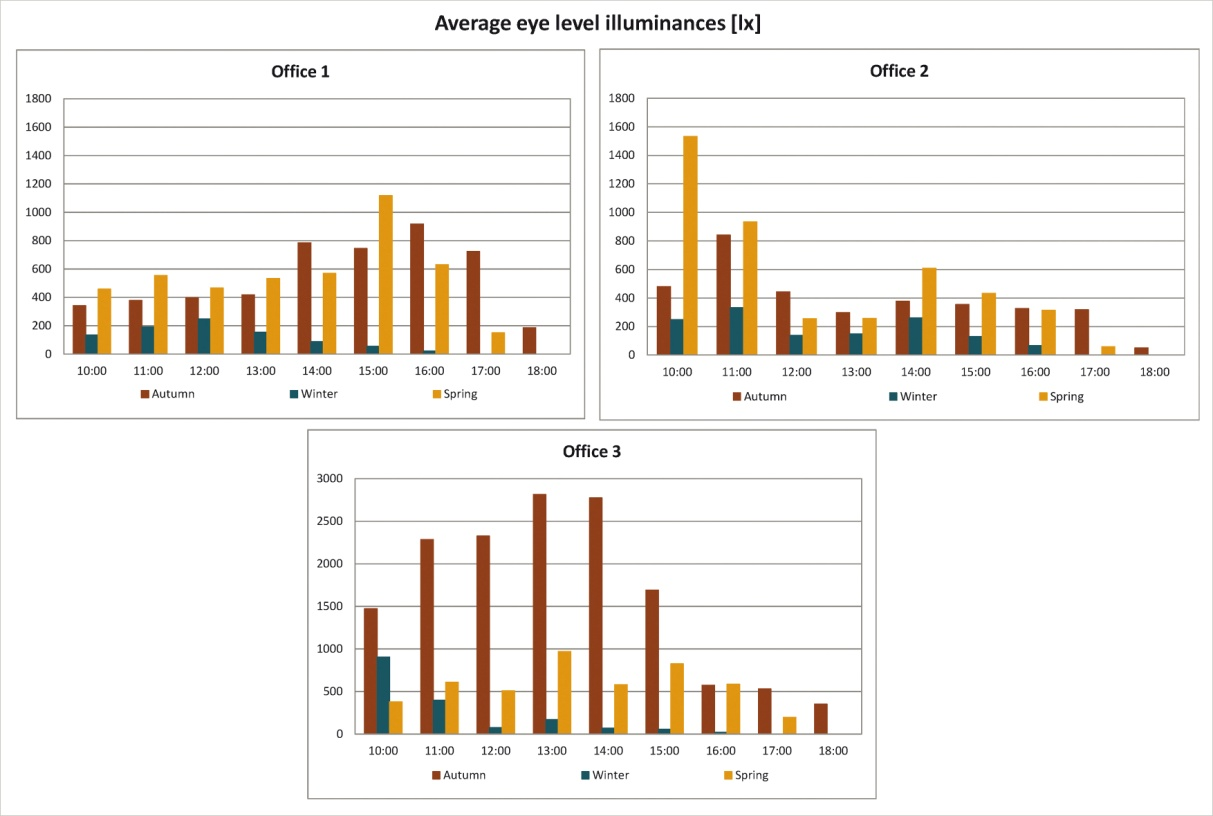 Average eye level illuminances [lx]
Office 1
1800
1600
1400
1200
1000
800
600
400
200
0
10:00 11:00 12:00 13:00 14:00 15:00 16:00 17:00 18:00
Autumn Winter Spring
Office 2
1800
1600
1400
1200
1000
800
600
400
200
0
10:00 11:00 12:00 13:00 14:00 15:00 16:00 17:00 18:00
Autumn Winter Spring
Office 3
3000
2500
2000
1500
1000
500
0
10:00 11:00 12:00 13:00 14:00 15:00 16:00 17:00 18:00
Autumn Winter Spring